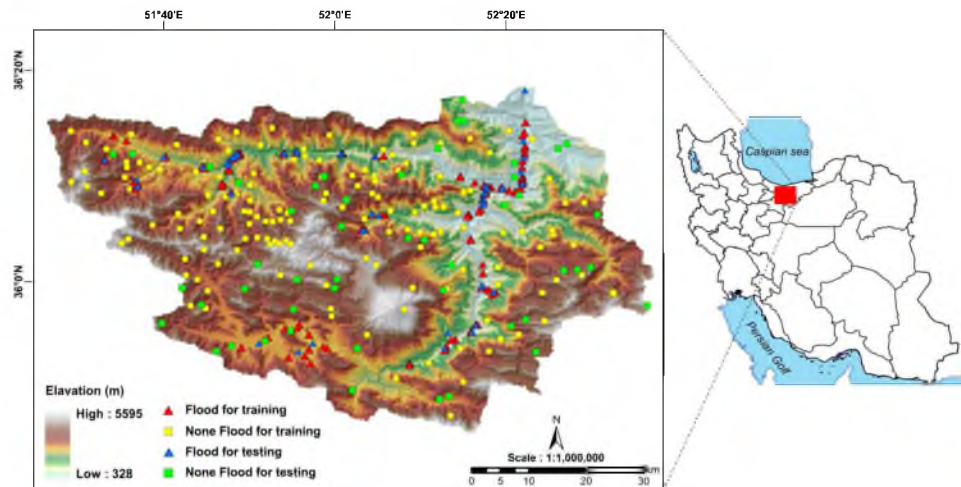 51°40'E
52°0'E
52°20'E
36°20'N
36°0'N
Caspian sea
Persian Golf
Elavation (m)
High : 5595
Low : 328
Flood for training
None Flood for training
Flood for testing
None Flood for testing
N
Scale : 1:1,000,000
km
0 5 10 20 30